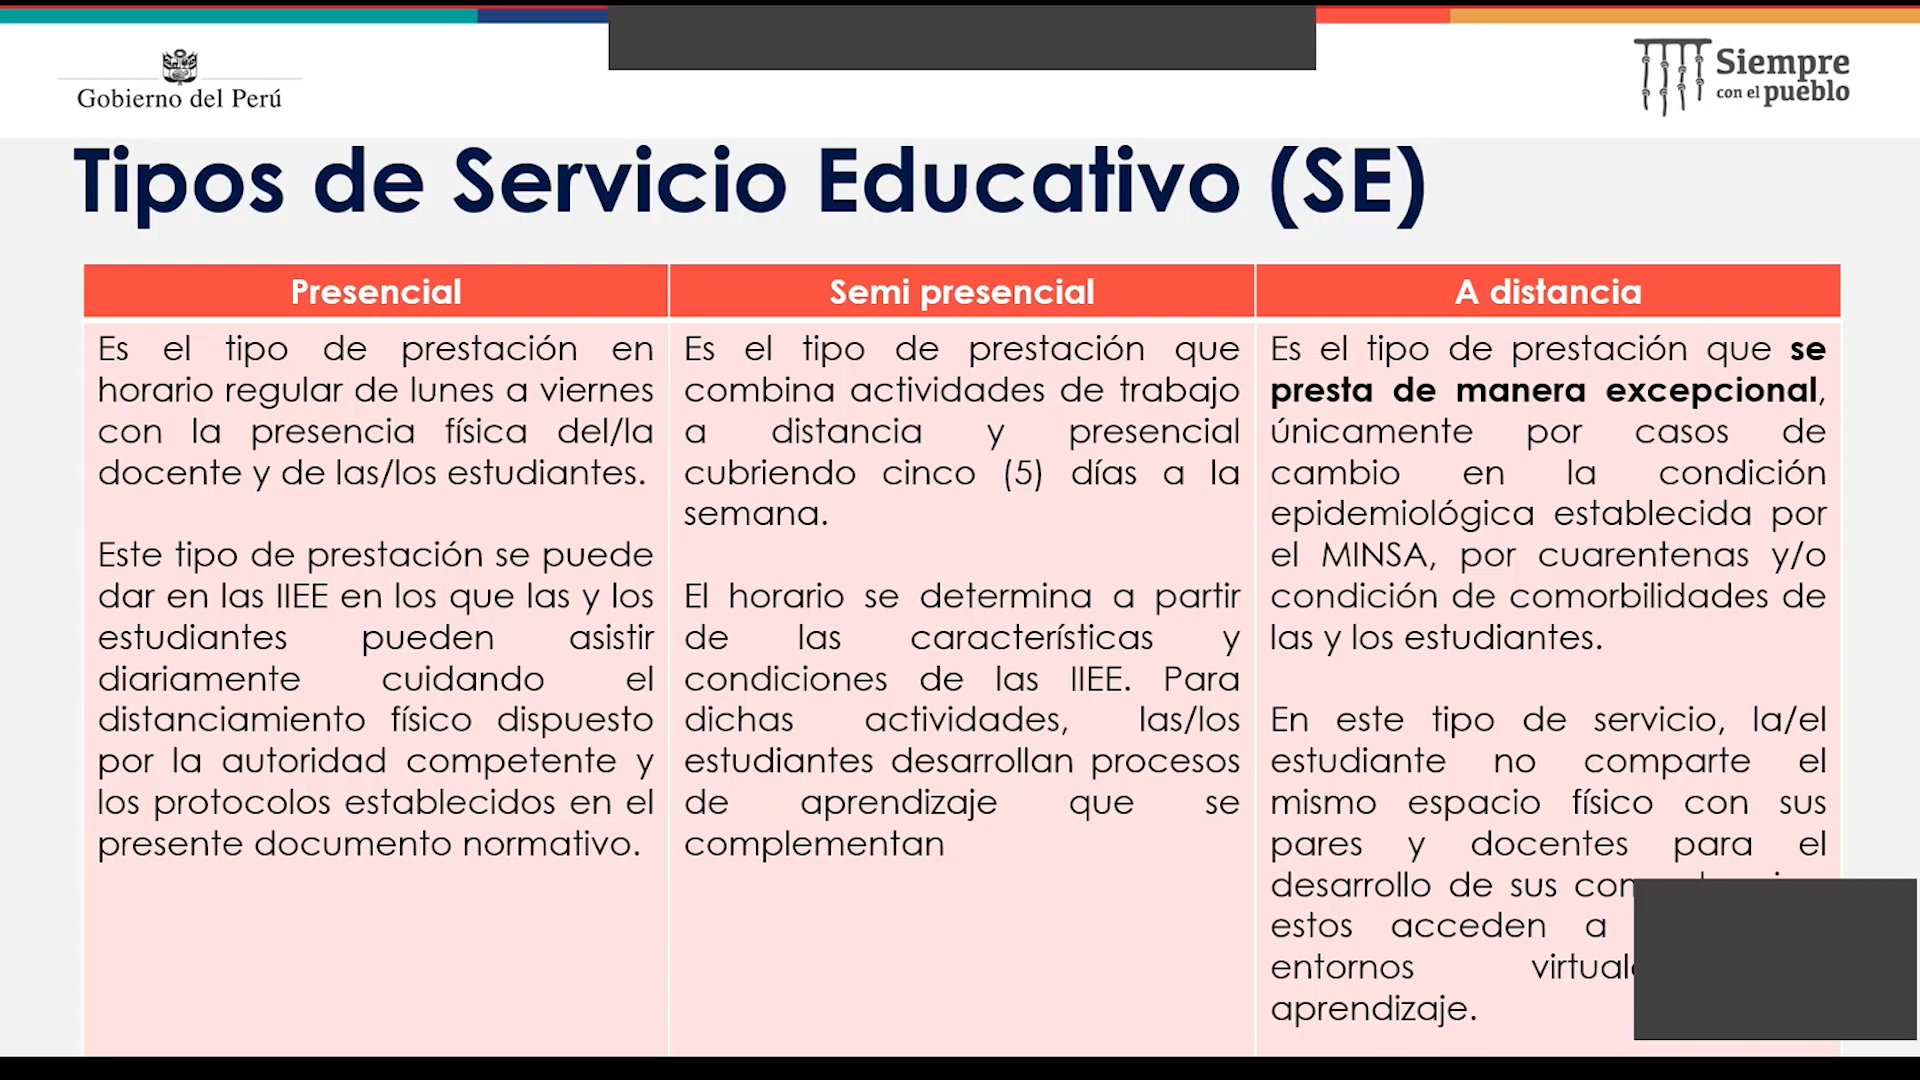 Gobierno del Perú
Siempre
con el pueblo
Tipos de Servicio Educativo (SE)
Presencial
Es el tipo de prestación en
horario regular de lunes a viernes
con la presencia física del/la
docente y de las/los estudiantes.
Este tipo de prestación se puede
dar en las IIEE en los que las y los
estudiantes pueden asistir
diariamente cuidando el
distanciamiento físico dispuesto
por la autoridad competente y
los protocolos establecidos en el
presente documento normativo.
Semi presencial
Es el tipo de prestación que
combina actividades de trabajo
a distancia y presencial
cubriendo cinco (5) días a la
semana.
El horario se determina a partir
de las características y
condiciones de las IIEE. Para
dichas actividades, las/los
estudiantes desarrollan procesos
de aprendizaje que se
complementan
A distancia
Es el tipo de prestación que se
presta de manera excepcional,
únicamente por casos de
cambio en la condición
epidemiológica establecida por
el MINSA, por cuarentenas y/o
condición de comorbilidades de
las y los estudiantes.
En este tipo de servicio, la/el
estudiante no comparte el
mismo espacio físico con sus
pares y docentes para el
desarrollo de sus
estos acceden a
entornos
aprendizaje.